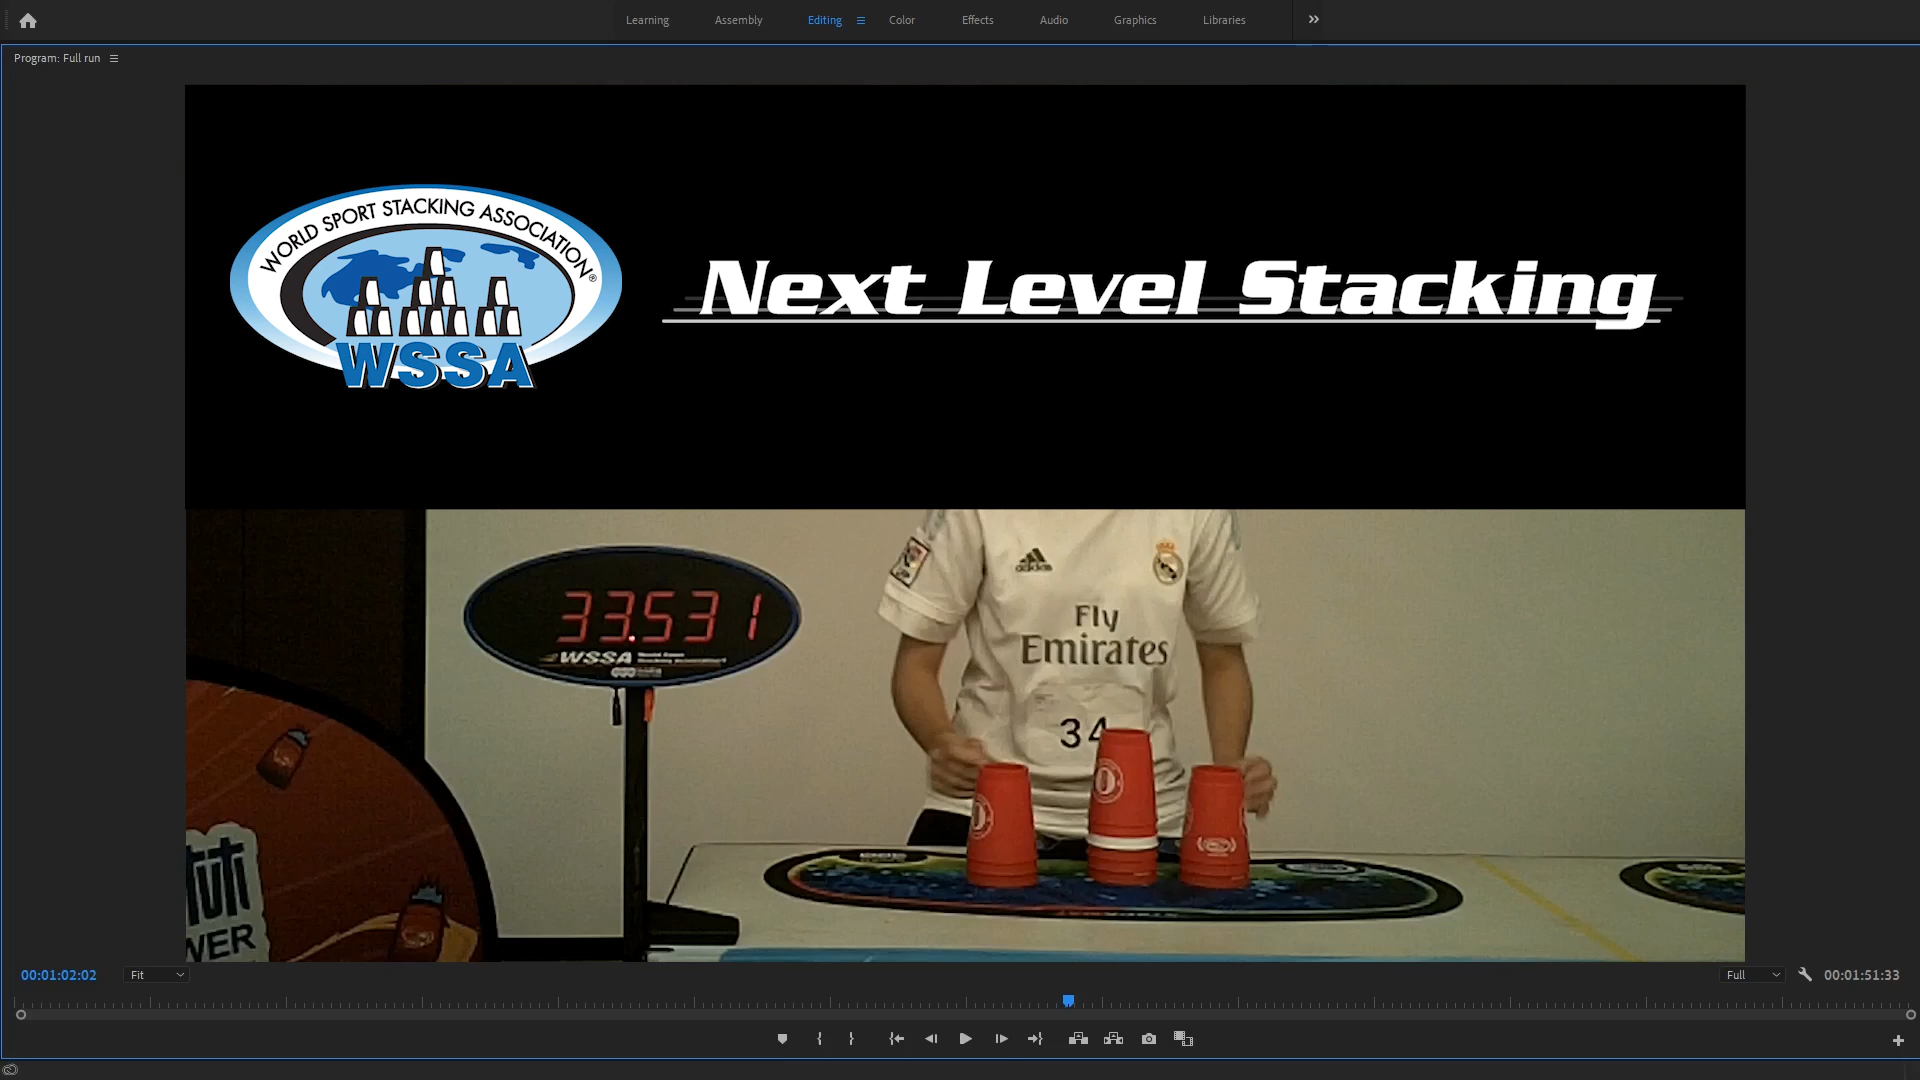 Learning Assembly Editing Color Effects Audio Graphics Libraries
Program: Full run
WORLD SPORT STACKING ASSOCIATION®
WSSA
Next Level Stacking
33.531
WSSA
adidas
Fly
Emirates
34
WER
00:01:02:02 Fit Full 00:01:51:33